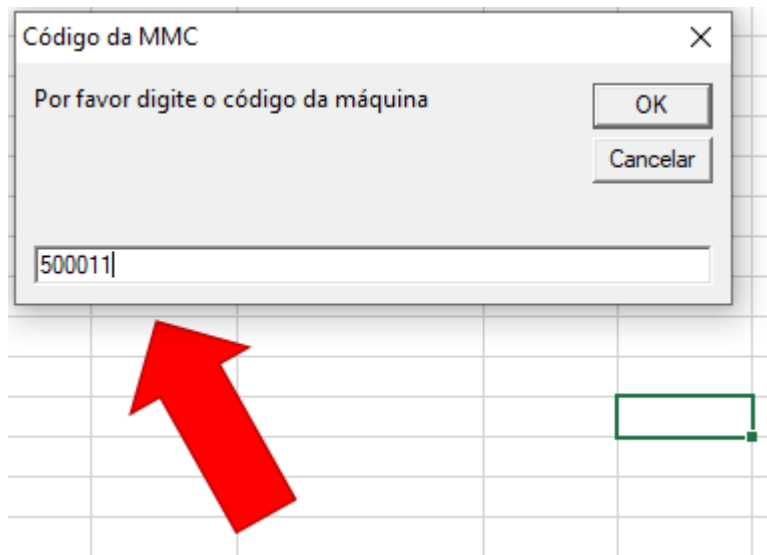 Código da MMC
Por favor digite o código da máquina
OK
Cancelar
500011